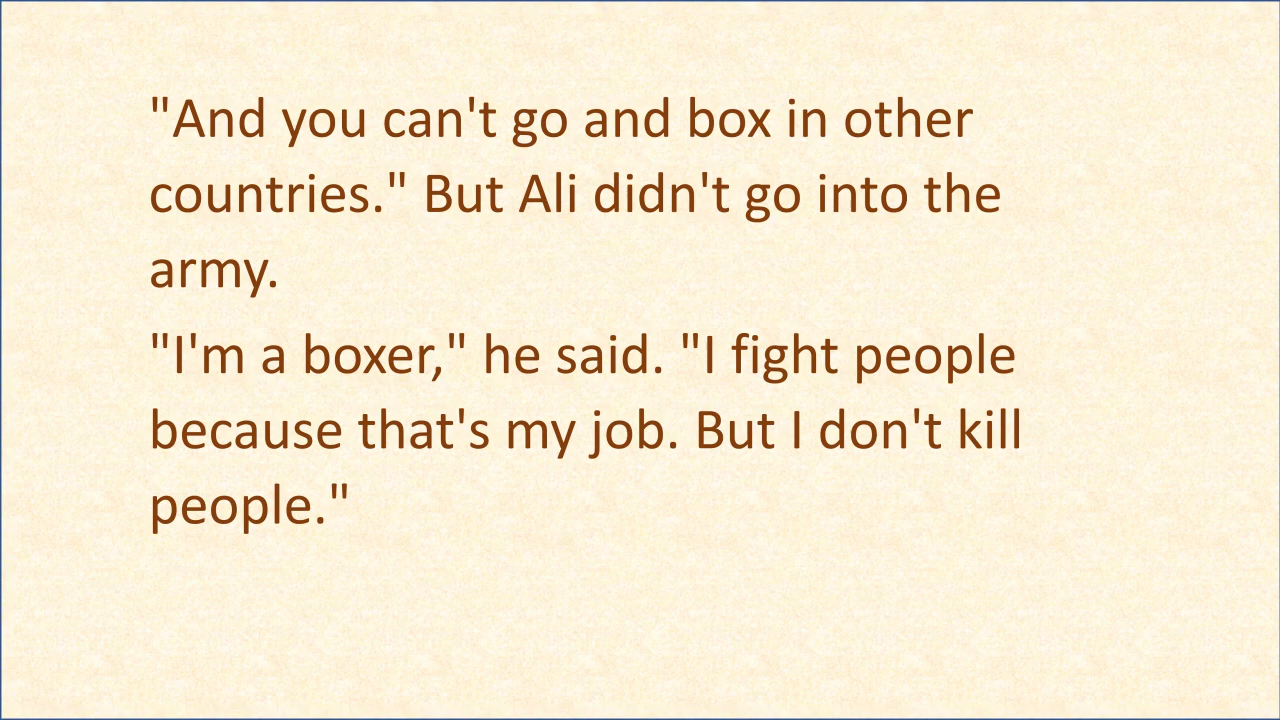 "And you can't go and box in other
countries." But Ali didn't go into the
army.
"I'm a boxer," he said. "I fight people
because that's my job. But I don't kill
people."